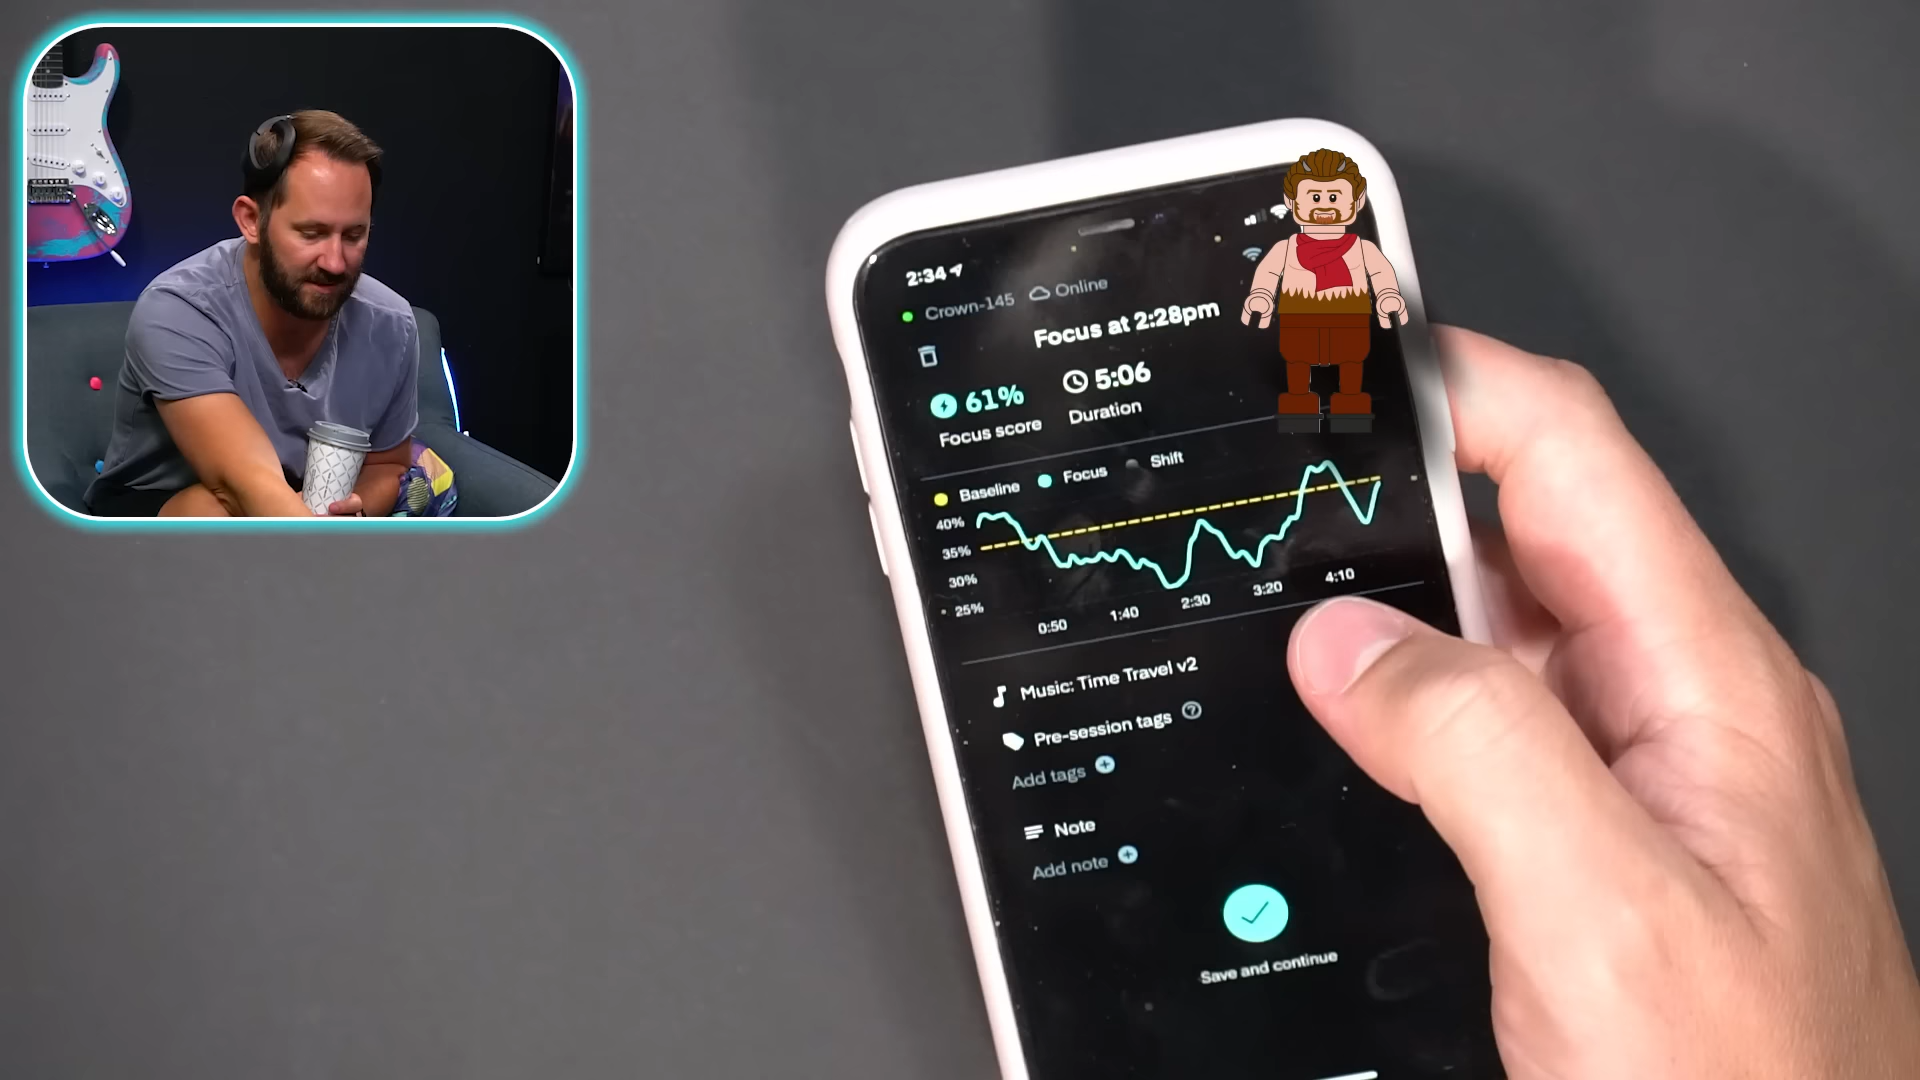 2:34
Crown-145 Online
Focus at 2:28pm
61% 5:06
Focus score Duration
Baseline Focus Shift
40%
35%
30%
25%
0:50 1:40 2:30 3:20 4:10
Music: Time Travel v2
Pre-session tags ?
Add tags
Note
Add note
Save and continue